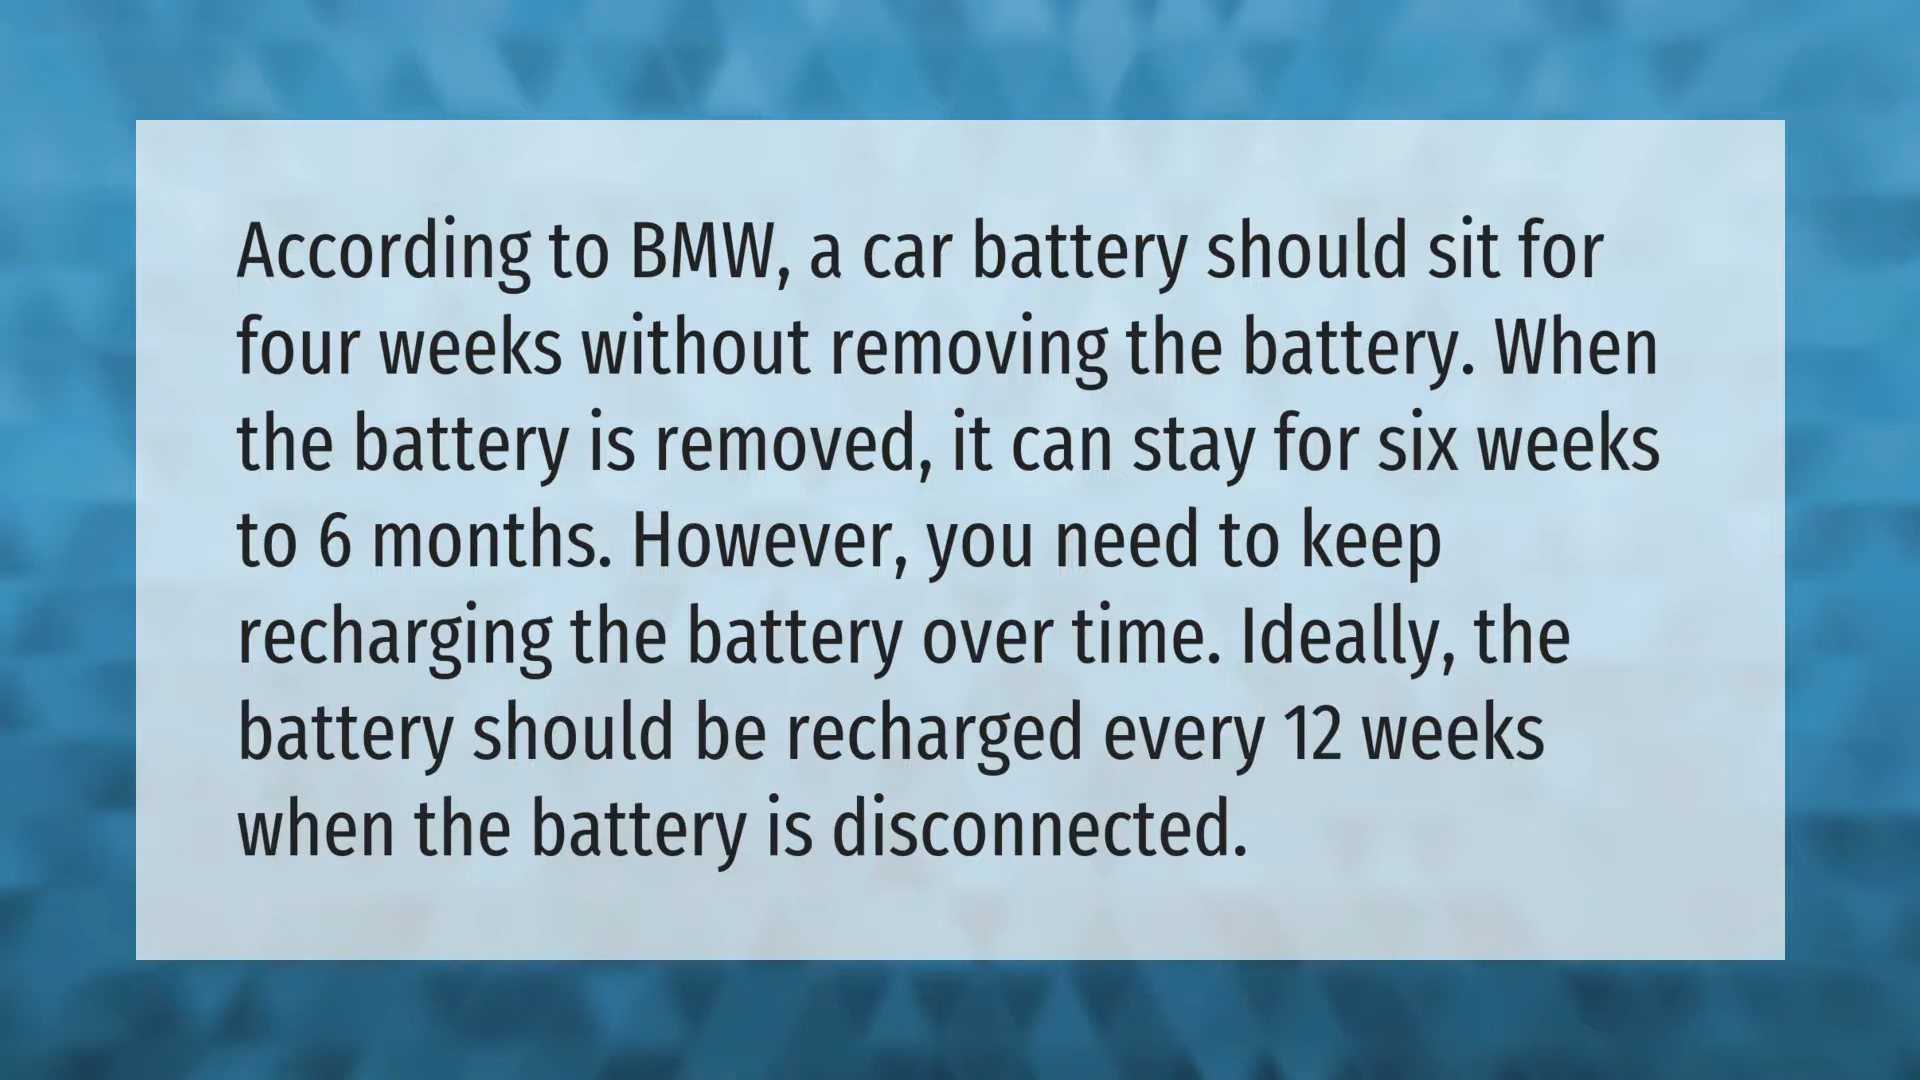 According to BMW, a car battery should sit for
four weeks without removing the battery. When
the battery is removed, it can stay for six weeks
to 6 months. However, you need to keep
recharging the battery over time. Ideally, the
battery should be recharged every 12 weeks
when the battery is disconnected.